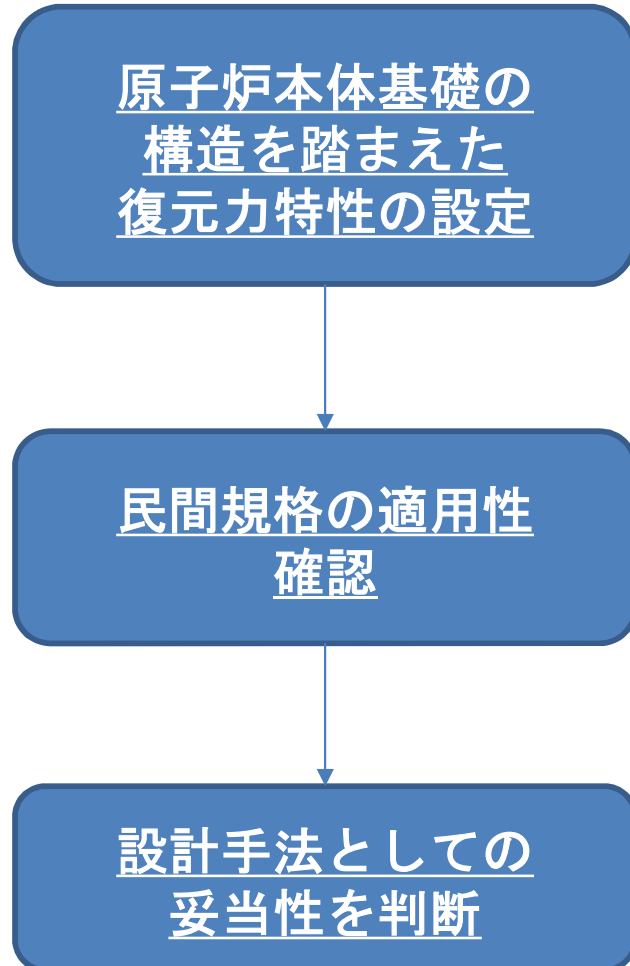 原子炉本体基礎の
構造を踏まえた
復元力特性の設定
民間規格の適用性
確認
設計手法としての
妥当性を判断